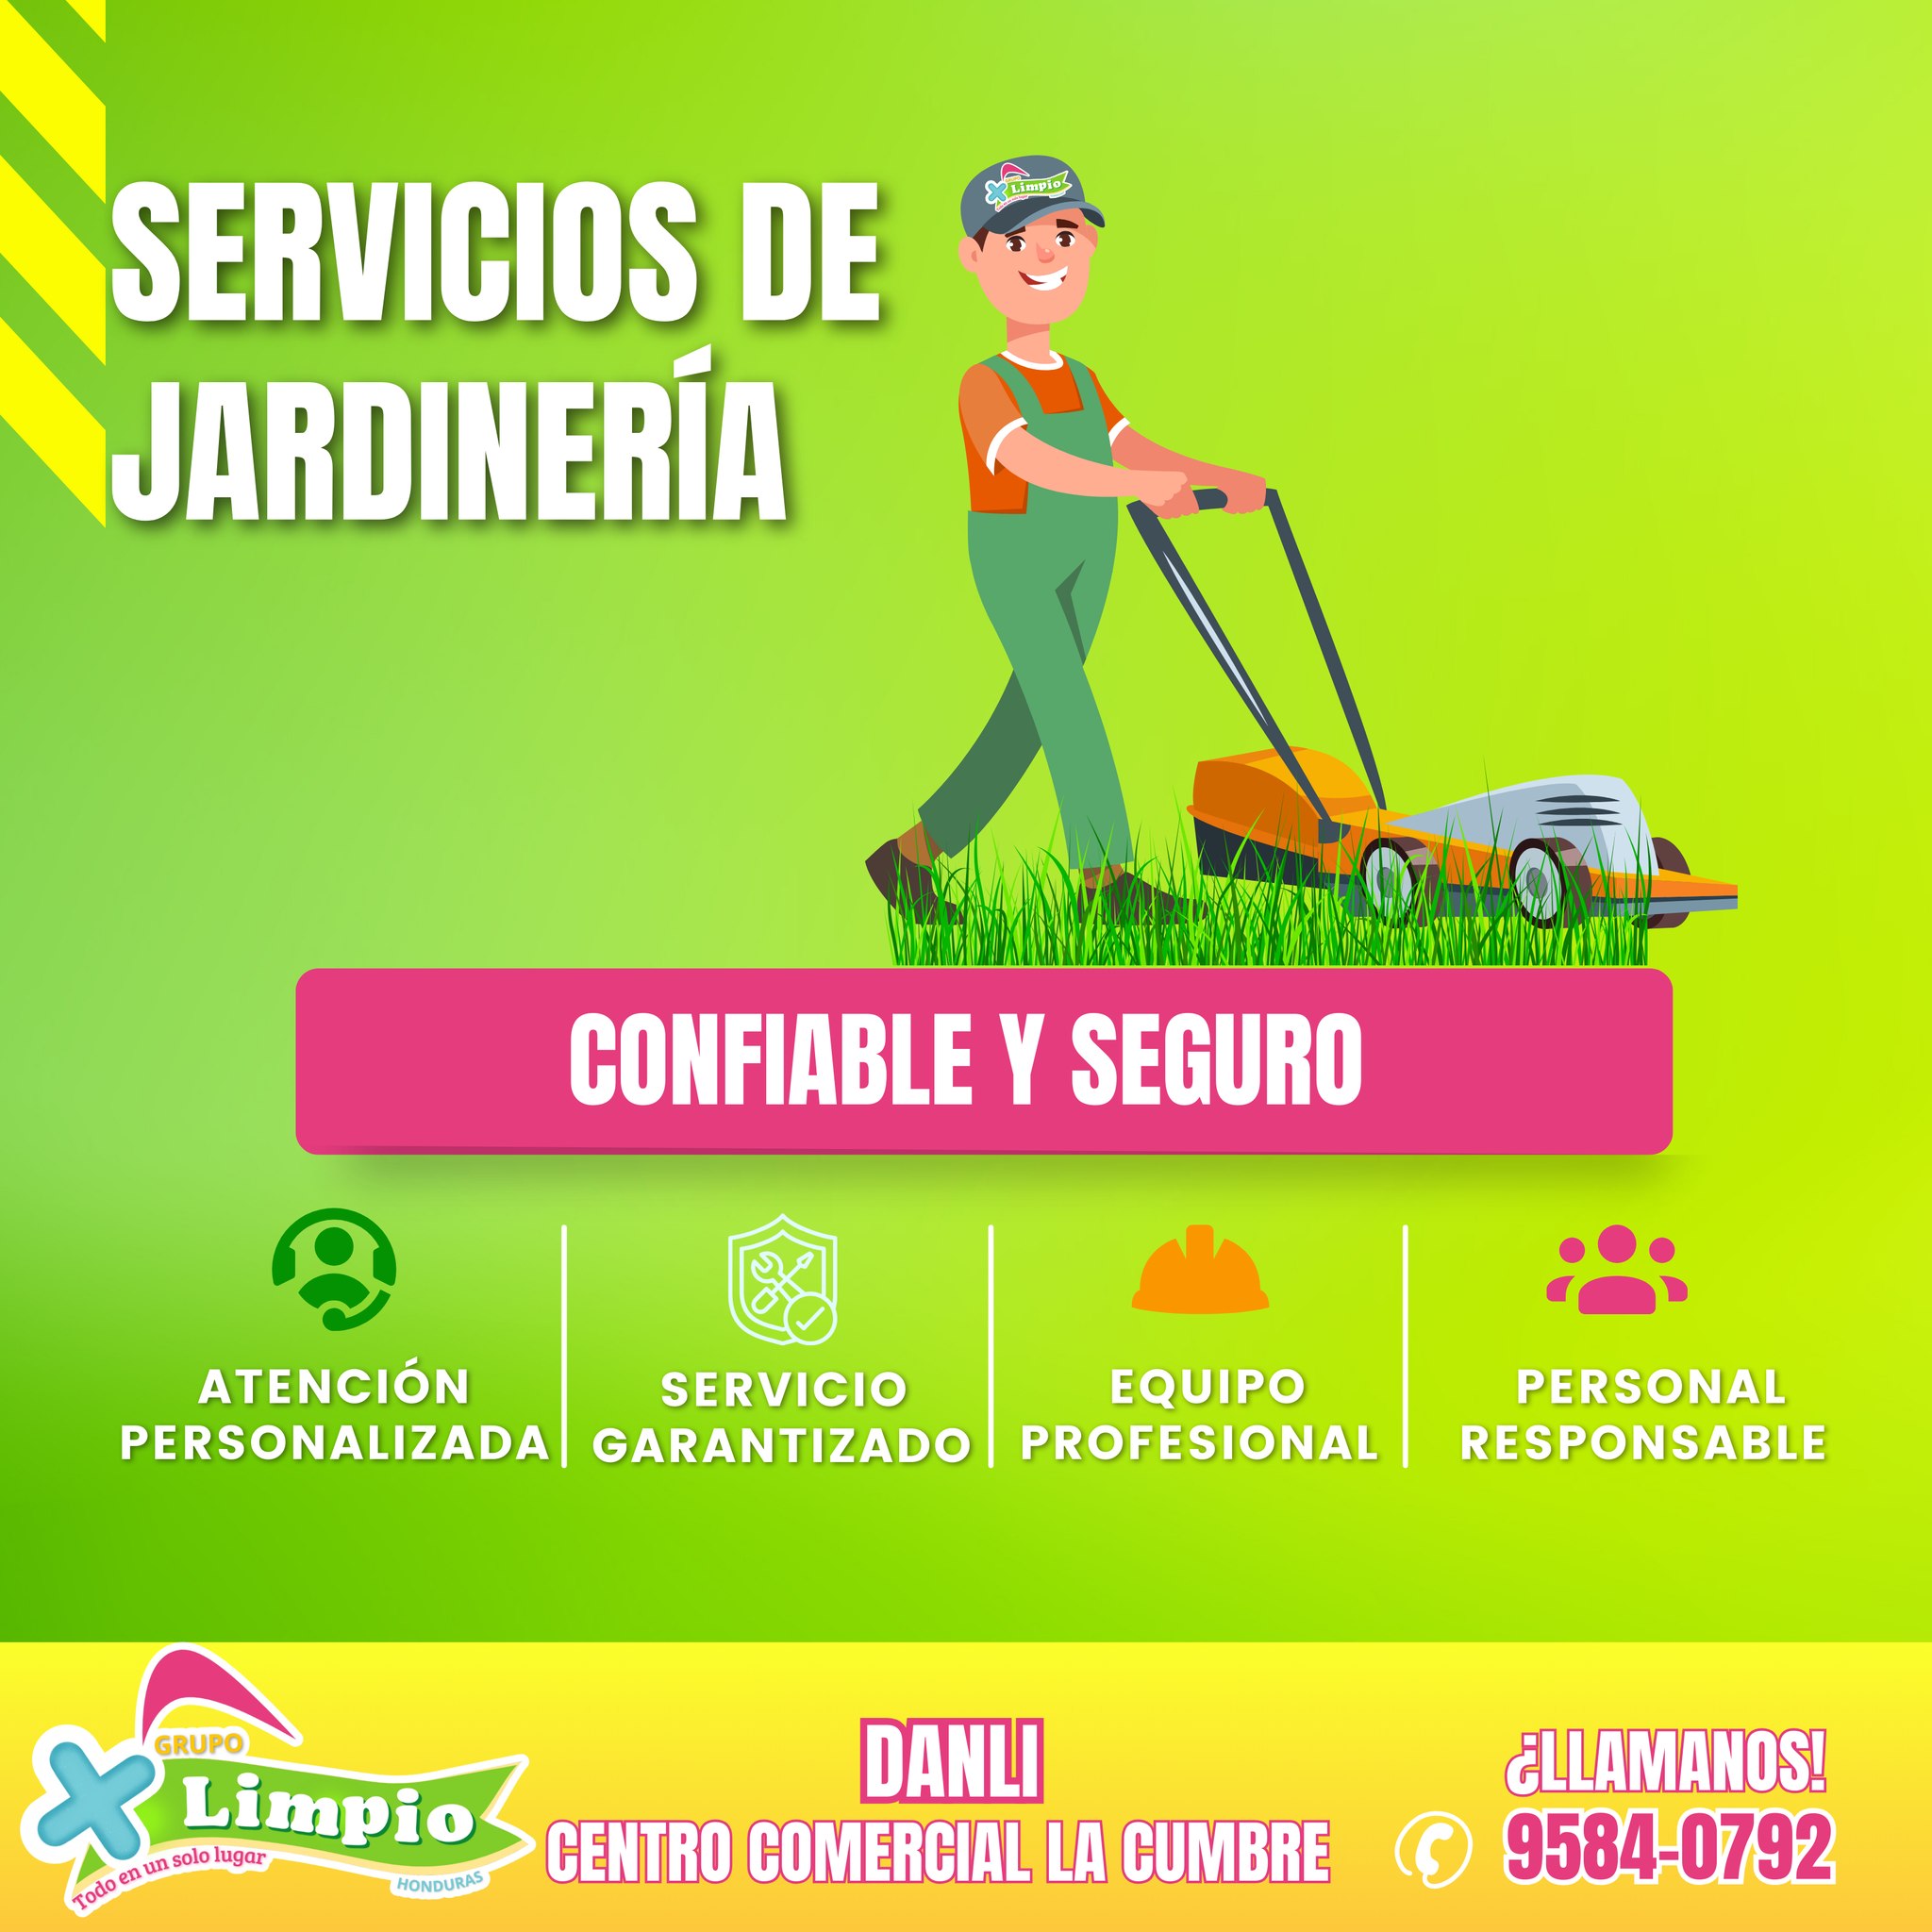 SERVICIOS DE
JARDINERÍA
Limpio
CONFIABLE Y SEGURO
ATENCIÓN
PERSONALIZADA
SERVICIO
GARANTIZADO
EQUIPO
PROFESIONAL
PERSONAL
RESPONSABLE
GRUPO
Limpio
Todo en un solo lugar
HONDURAS
DANLI
CENTRO COMERCIAL LA CUMBRE
¿LLAMANOS!
9584-0792